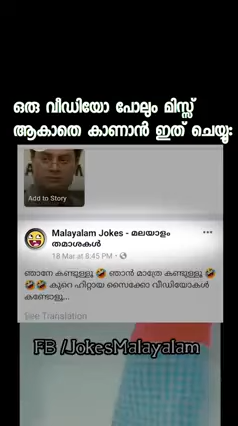 ഒരു വീഡിയോ പോലും മിസ്സ്
ആകാതെ കാണാൻ ഇത് ചെയ്യൂ:
Add to Story
Malayalam Jokes - മലയാളം
തമാശകൾ
18 Mar at 8:45 PM
ഞാനേ കണ്ടുള്ളൂ 🤣 ഞാൻ മാത്രേ കണ്ടുള്ളൂ 🤣
🤣🤣 കുറെ ഹിറ്റായ സൈക്കോ വീഡിയോകൾ
കണ്ടോളൂ...
See Translation
FB /JokesMalayalam